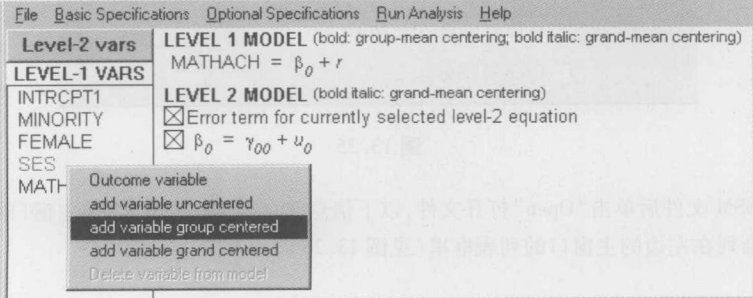 File Basic Specifications Optional Specifications Run Analysis Help
Level-2 vars
LEVEL-1 VARS
INTRCPT1
MINORITY
FEMALE
SES
MATH
LEVEL 1 MODEL (bold: group-mean centering; bold italic: grand-mean centering)
MATHACH = β0 + r
LEVEL 2 MODEL (bold italic: grand-mean centering)
Error term for currently selected level-2 equation
β0 = γ00 + u0
Outcome variable
add variable uncentered
add variable group centered
add variable grand centered
Delete variable from model